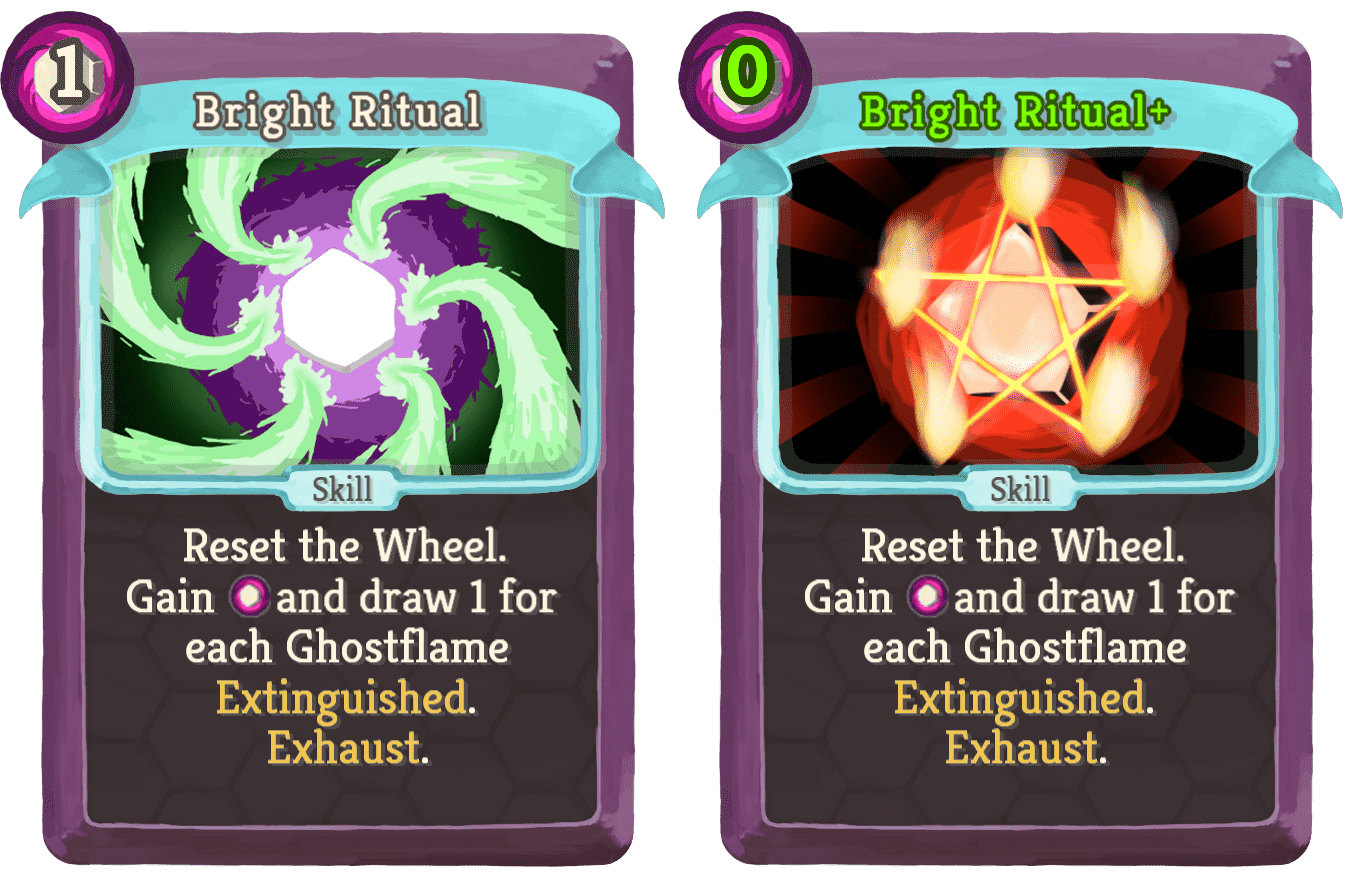 1
Bright Ritual
Skill
Reset the Wheel.
Gain and draw 1 for
each Ghostflame
Extinguished.
Exhaust.
0
Bright Ritual+
Skill
Reset the Wheel.
Gain and draw 1 for
each Ghostflame
Extinguished.
Exhaust.